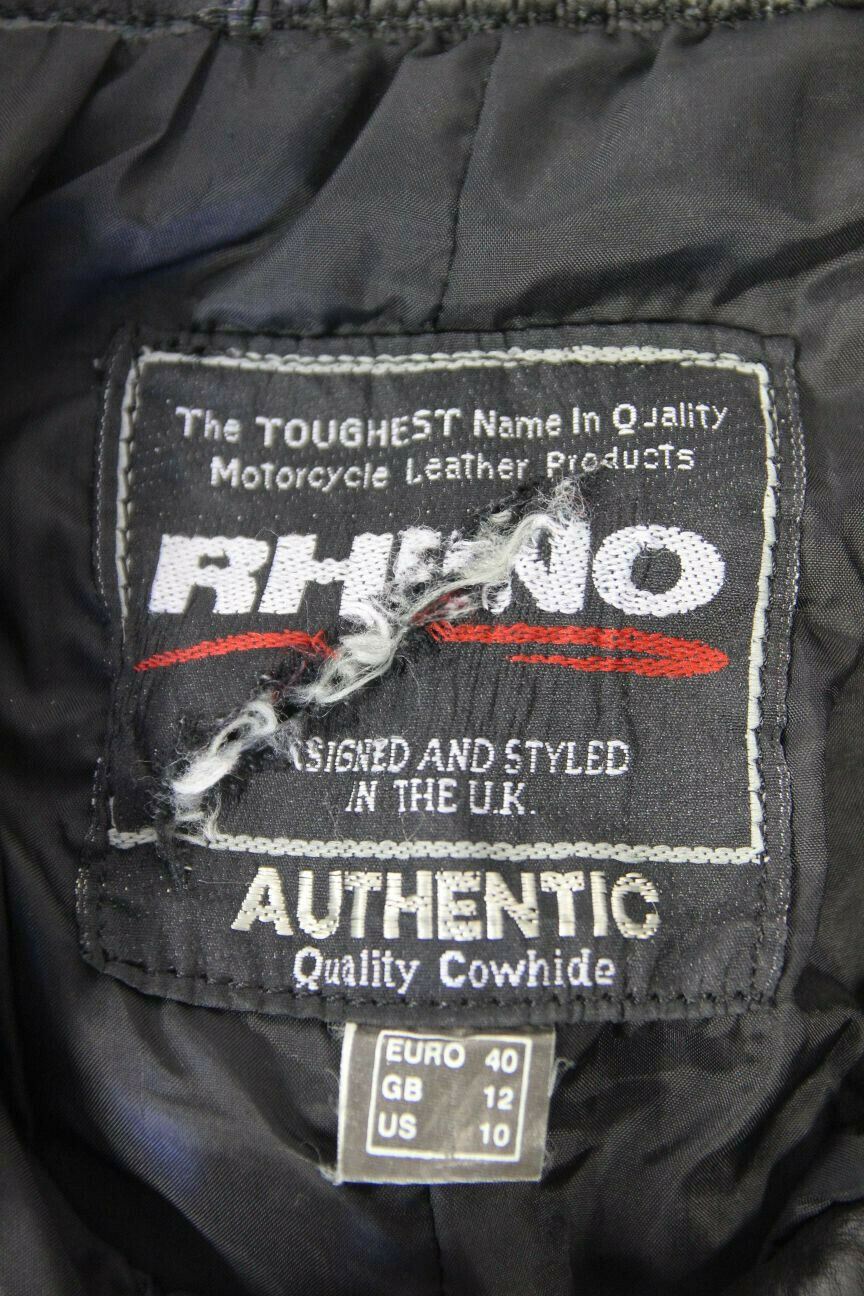 The TOUGHEST Name In Quality
Motorcycle Leather Products
RHINO
DESIGNED AND STYLED
IN THE U.K.
AUTHENTIC
Quality Cowhide
EURO 40
GB 12
US 10